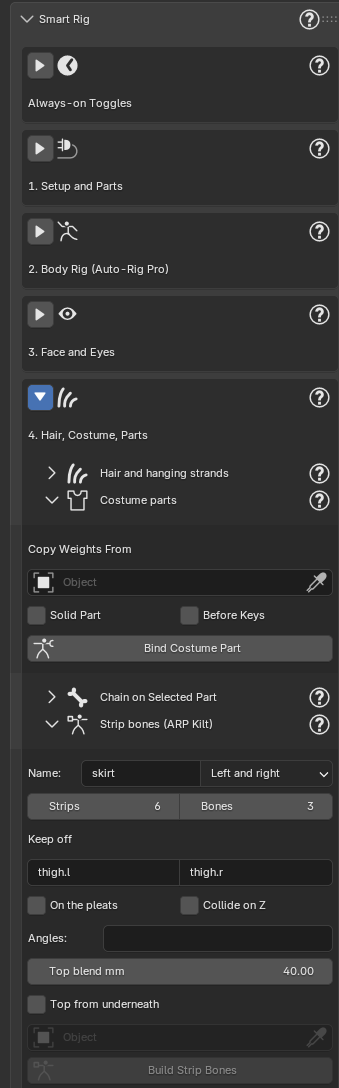 Smart Rig
Always-on Toggles
1. Setup and Parts
2. Body Rig (Auto-Rig Pro)
3. Face and Eyes
4. Hair, Costume, Parts
Hair and hanging strands
Costume parts
Copy Weights From
Object
Solid Part Before Keys
Bind Costume Part
Chain on Selected Part
Strip bones (ARP Kilt)
Name: skirt Left and right
Strips 6 Bones 3
Keep off
thigh.l thigh.r
On the pleats Collide on Z
Angles:
Top blend mm 40.00
Top from underneath
Object
Build Strip Bones